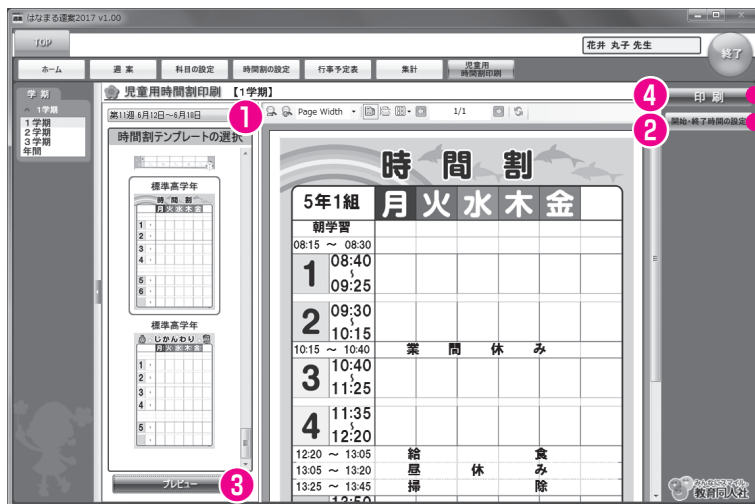 はなまる週案2017 v1.00
TOP
花井 丸子 先生
終了
ホーム
週 案
科目の設定
時間割の設定
行事予定表
集計
児童用
時間割印刷
学 期
1学期
1学期
2学期
3学期
年間
児童用時間割印刷 【1学期】
第11週 6月12日～6月18日
1
時間割テンプレートの選択
標準高学年
時 間 割
月 火 水 木 金
1
2
3
4
5
6
標準高学年
じかんわり
月 火 水 木 金
1
2
3
4
5
プレビュー
3
Page Width
1/1
時 間 割
5年1組 月 火 水 木 金
朝学習
08:15 ～ 08:30
1 08:40
～
09:25
2 09:30
～
10:15
10:15 ～ 10:40 業 間 休 み
3 10:40
～
11:25
4 11:35
～
12:20
12:20 ～ 13:05 給 食
13:05 ～ 13:20 昼 休 み
13:25 ～ 13:45 掃 除
13:50
4
印 刷
2
開始・終了時間の設定
みんなにスマイル
教育同人社